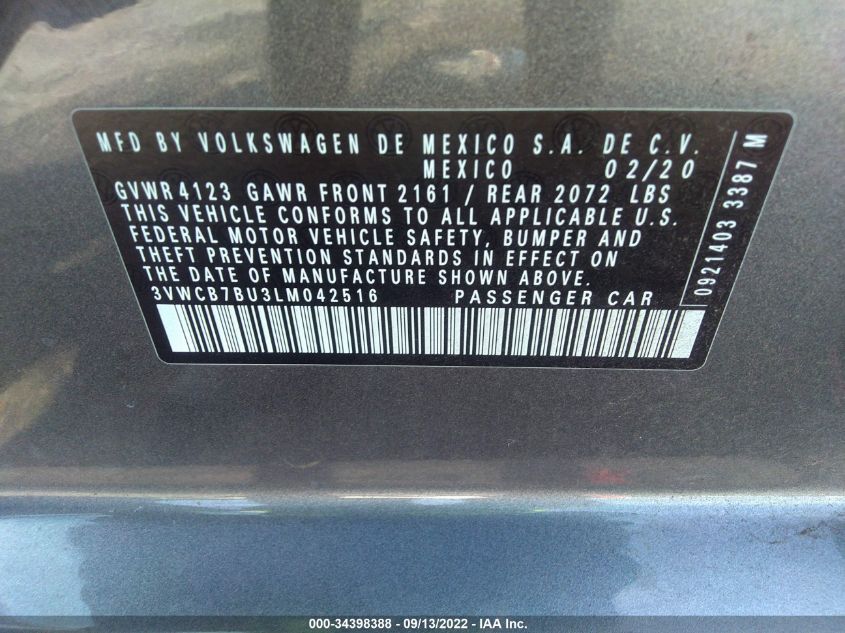 MFD BY VOLKSWAGEN DE MEXICO S.A. DE C.V.
MEXICO 02/20
GVWR 4123 GAWR FRONT 2161 / REAR 2072 LBS
THIS VEHICLE CONFORMS TO ALL APPLICABLE U.S.
FEDERAL MOTOR VEHICLE SAFETY, BUMPER AND
THEFT PREVENTION STANDARDS IN EFFECT ON
THE DATE OF MANUFACTURE SHOWN ABOVE.
3VWCB7BU3LM042516 PASSENGER CAR
0921403 3387 M
000-34398388 - 09/13/2022 - IAA Inc.